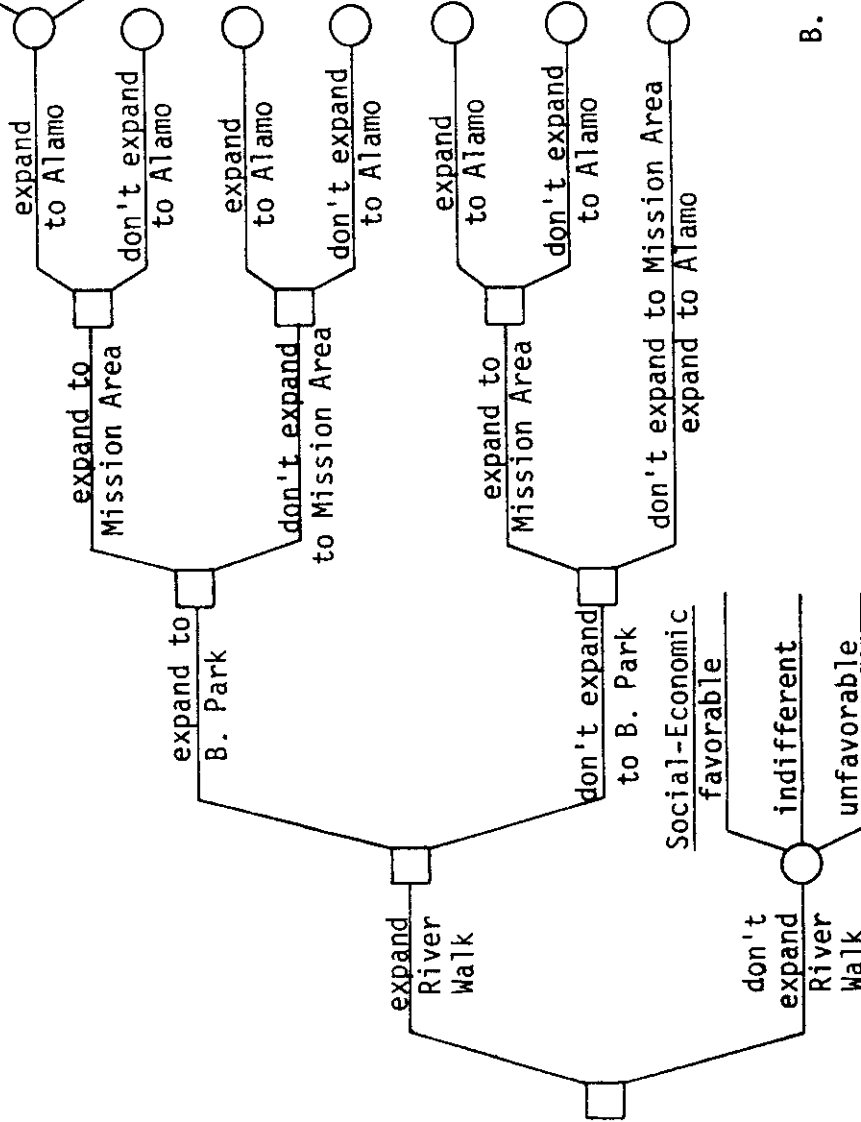 expand
to Alamo
don't expand
to Alamo
expand
to Alamo
don't expand
to Alamo
expand
to Alamo
don't expand
to Alamo
expand to
Mission Area
don't expand
to Mission Area
expand to
Mission Area
don't expand to Mission Area
expand to Alamo
expand to
B. Park
don't expand
to B. Park
expand
River
Walk
don't
expand
River
Walk
Social-Economic
favorable
indifferent
unfavorable
B.